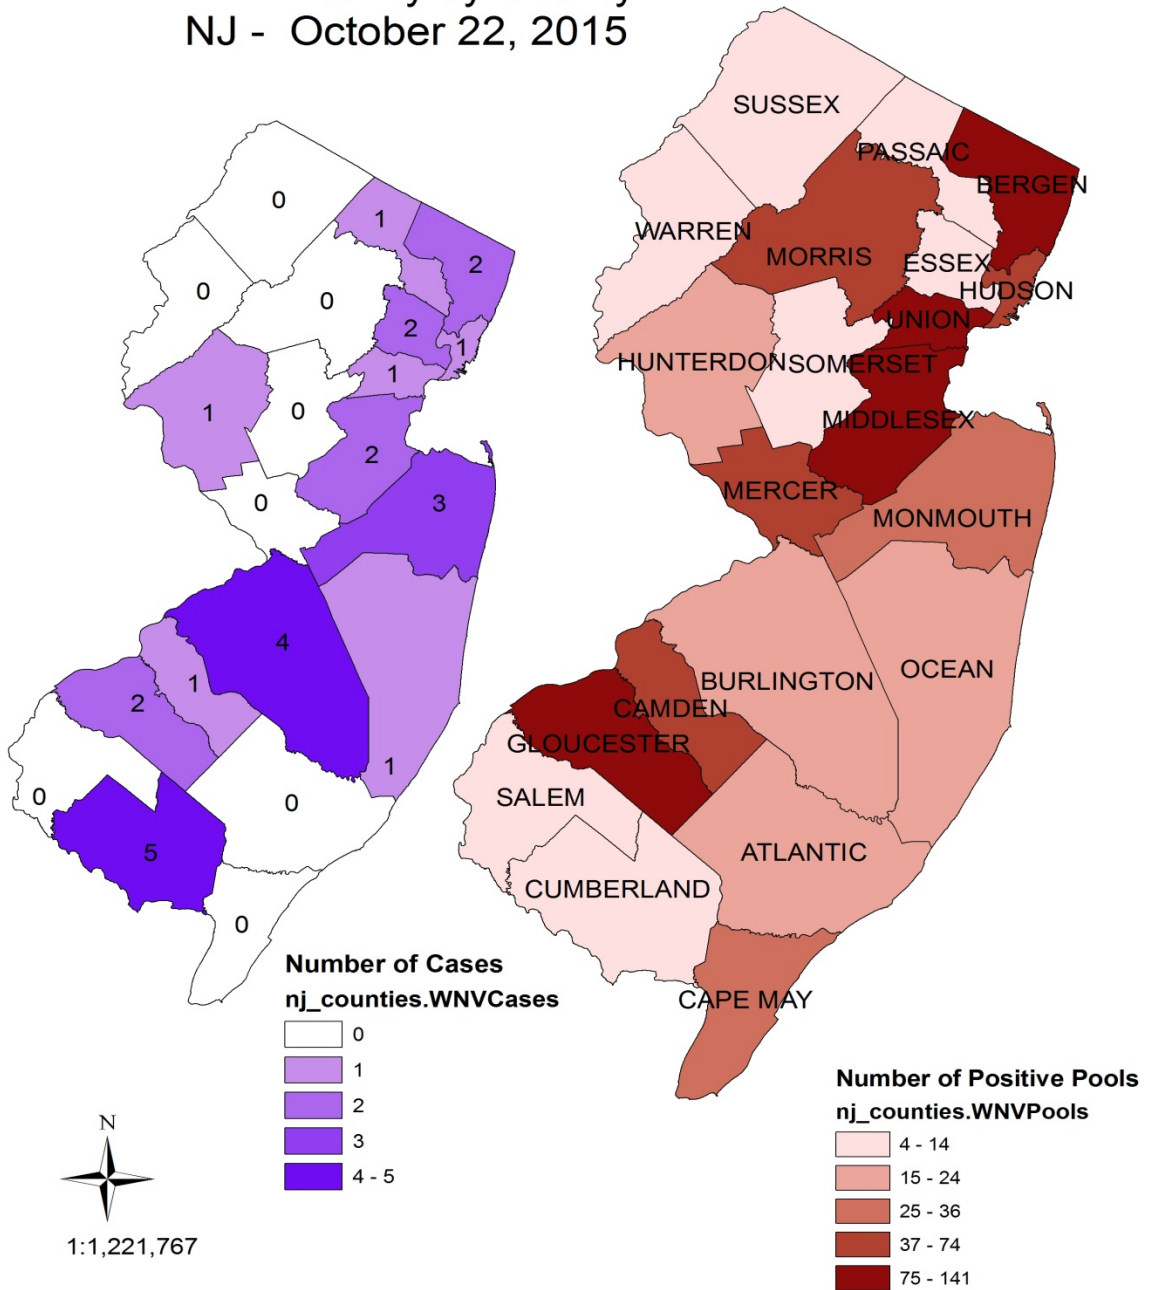 NJ - October 22, 2015
0
1
2
0
0
2
1
1
1
0
2
0
3
4
1
2
1
0
0
5
0
SUSSEX
PASSAIC
BERGEN
WARREN
MORRIS
ESSEX
HUDSON
UNION
HUNTERDON
SOMERSET
MIDDLESEX
MERCER
MONMOUTH
OCEAN
BURLINGTON
CAMDEN
GLOUCESTER
SALEM
ATLANTIC
CUMBERLAND
CAPE MAY
Number of Cases
nj_counties.WNVCases
0
1
2
3
4 - 5
N
1:1,221,767
Number of Positive Pools
nj_counties.WNVPools
4 - 14
15 - 24
25 - 36
37 - 74
75 - 141